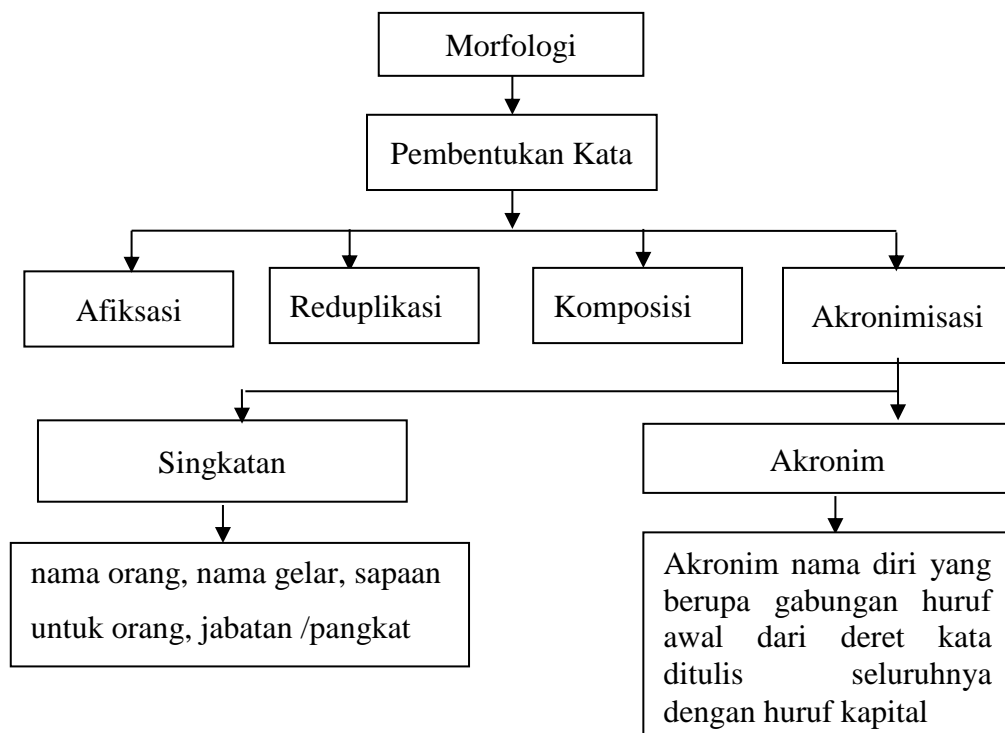 Morfologi
Pembentukan Kata
Afiksasi
Reduplikasi
Komposisi
Akronimisasi
Singkatan
Akronim
nama orang, nama gelar, sapaan
untuk orang, jabatan /pangkat
Akronim nama diri yang
berupa gabungan huruf
awal dari deret kata
ditulis seluruhnya
dengan huruf kapital